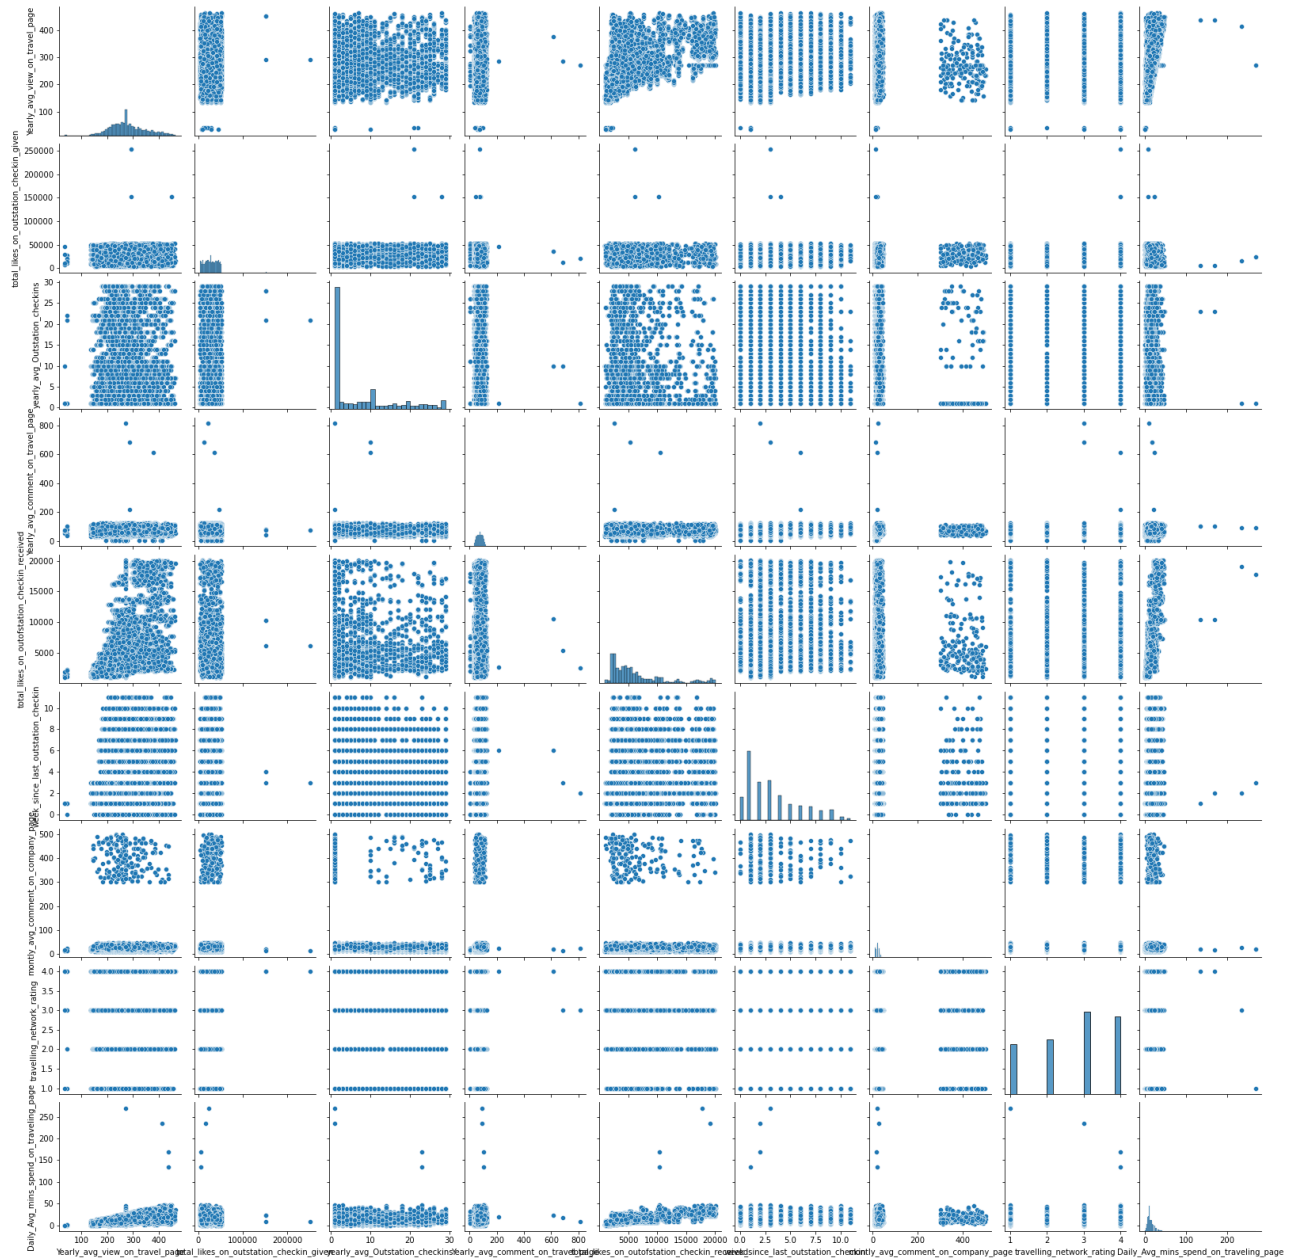 Yearly_avg_view_on_travel_page
400
300
200
100
total_likes_on_outstation_checkin_given
250000
200000
150000
100000
50000
0
yearly_avg_Outstation_checkins
30
25
20
15
10
5
0
Yearly_avg_comment_on_travel_page
800
600
400
200
0
total_likes_on_outofstation_checkin_received
20000
15000
10000
5000
week_since_last_outstation_checkin
10
8
6
4
2
0
montly_avg_comment_on_company_page
500
400
300
200
100
0
travelling_network_rating
4.0
3.5
3.0
2.5
2.0
1.5
1.0
Daily_Avg_mins_spend_on_traveling_page
250
200
150
100
50
0
100 200 300 400
0 100000 200000
0 10 20 30
0 200 400 600 800
5000 10000 15000 20000
0.0 2.5 5.0 7.5 10.0
0 200 400
1 2 3 4
0 100 200
Yearly_avg_view_on_travel_page
total_likes_on_outstation_checkin_given
yearly_avg_Outstation_checkins
Yearly_avg_comment_on_travel_page
total_likes_on_outofstation_checkin_received
week_since_last_outstation_checkin
montly_avg_comment_on_company_page
travelling_network_rating
Daily_Avg_mins_spend_on_traveling_page